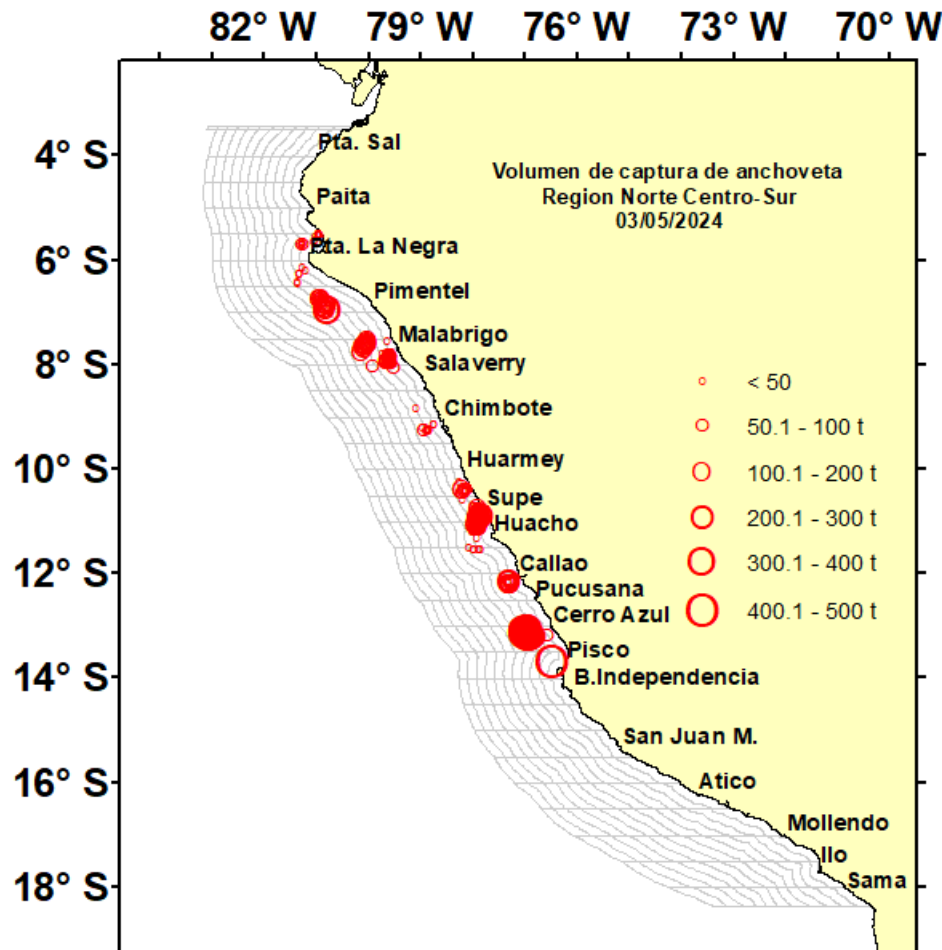 82° W 79° W 76° W 73° W 70° W
4° S
6° S
8° S
10° S
12° S
14° S
16° S
18° S
Volumen de captura de anchoveta
Region Norte Centro-Sur
03/05/2024
Pta. Sal
Paita
Pta. La Negra
Pimentel
Malabrigo
Salaverry
Chimbote
Huarmey
Supe
Huacho
Callao
Pucusana
Cerro Azul
Pisco
B.Independencia
San Juan M.
Atico
Mollendo
Ilo
Sama
< 50
50.1 - 100 t
100.1 - 200 t
200.1 - 300 t
300.1 - 400 t
400.1 - 500 t